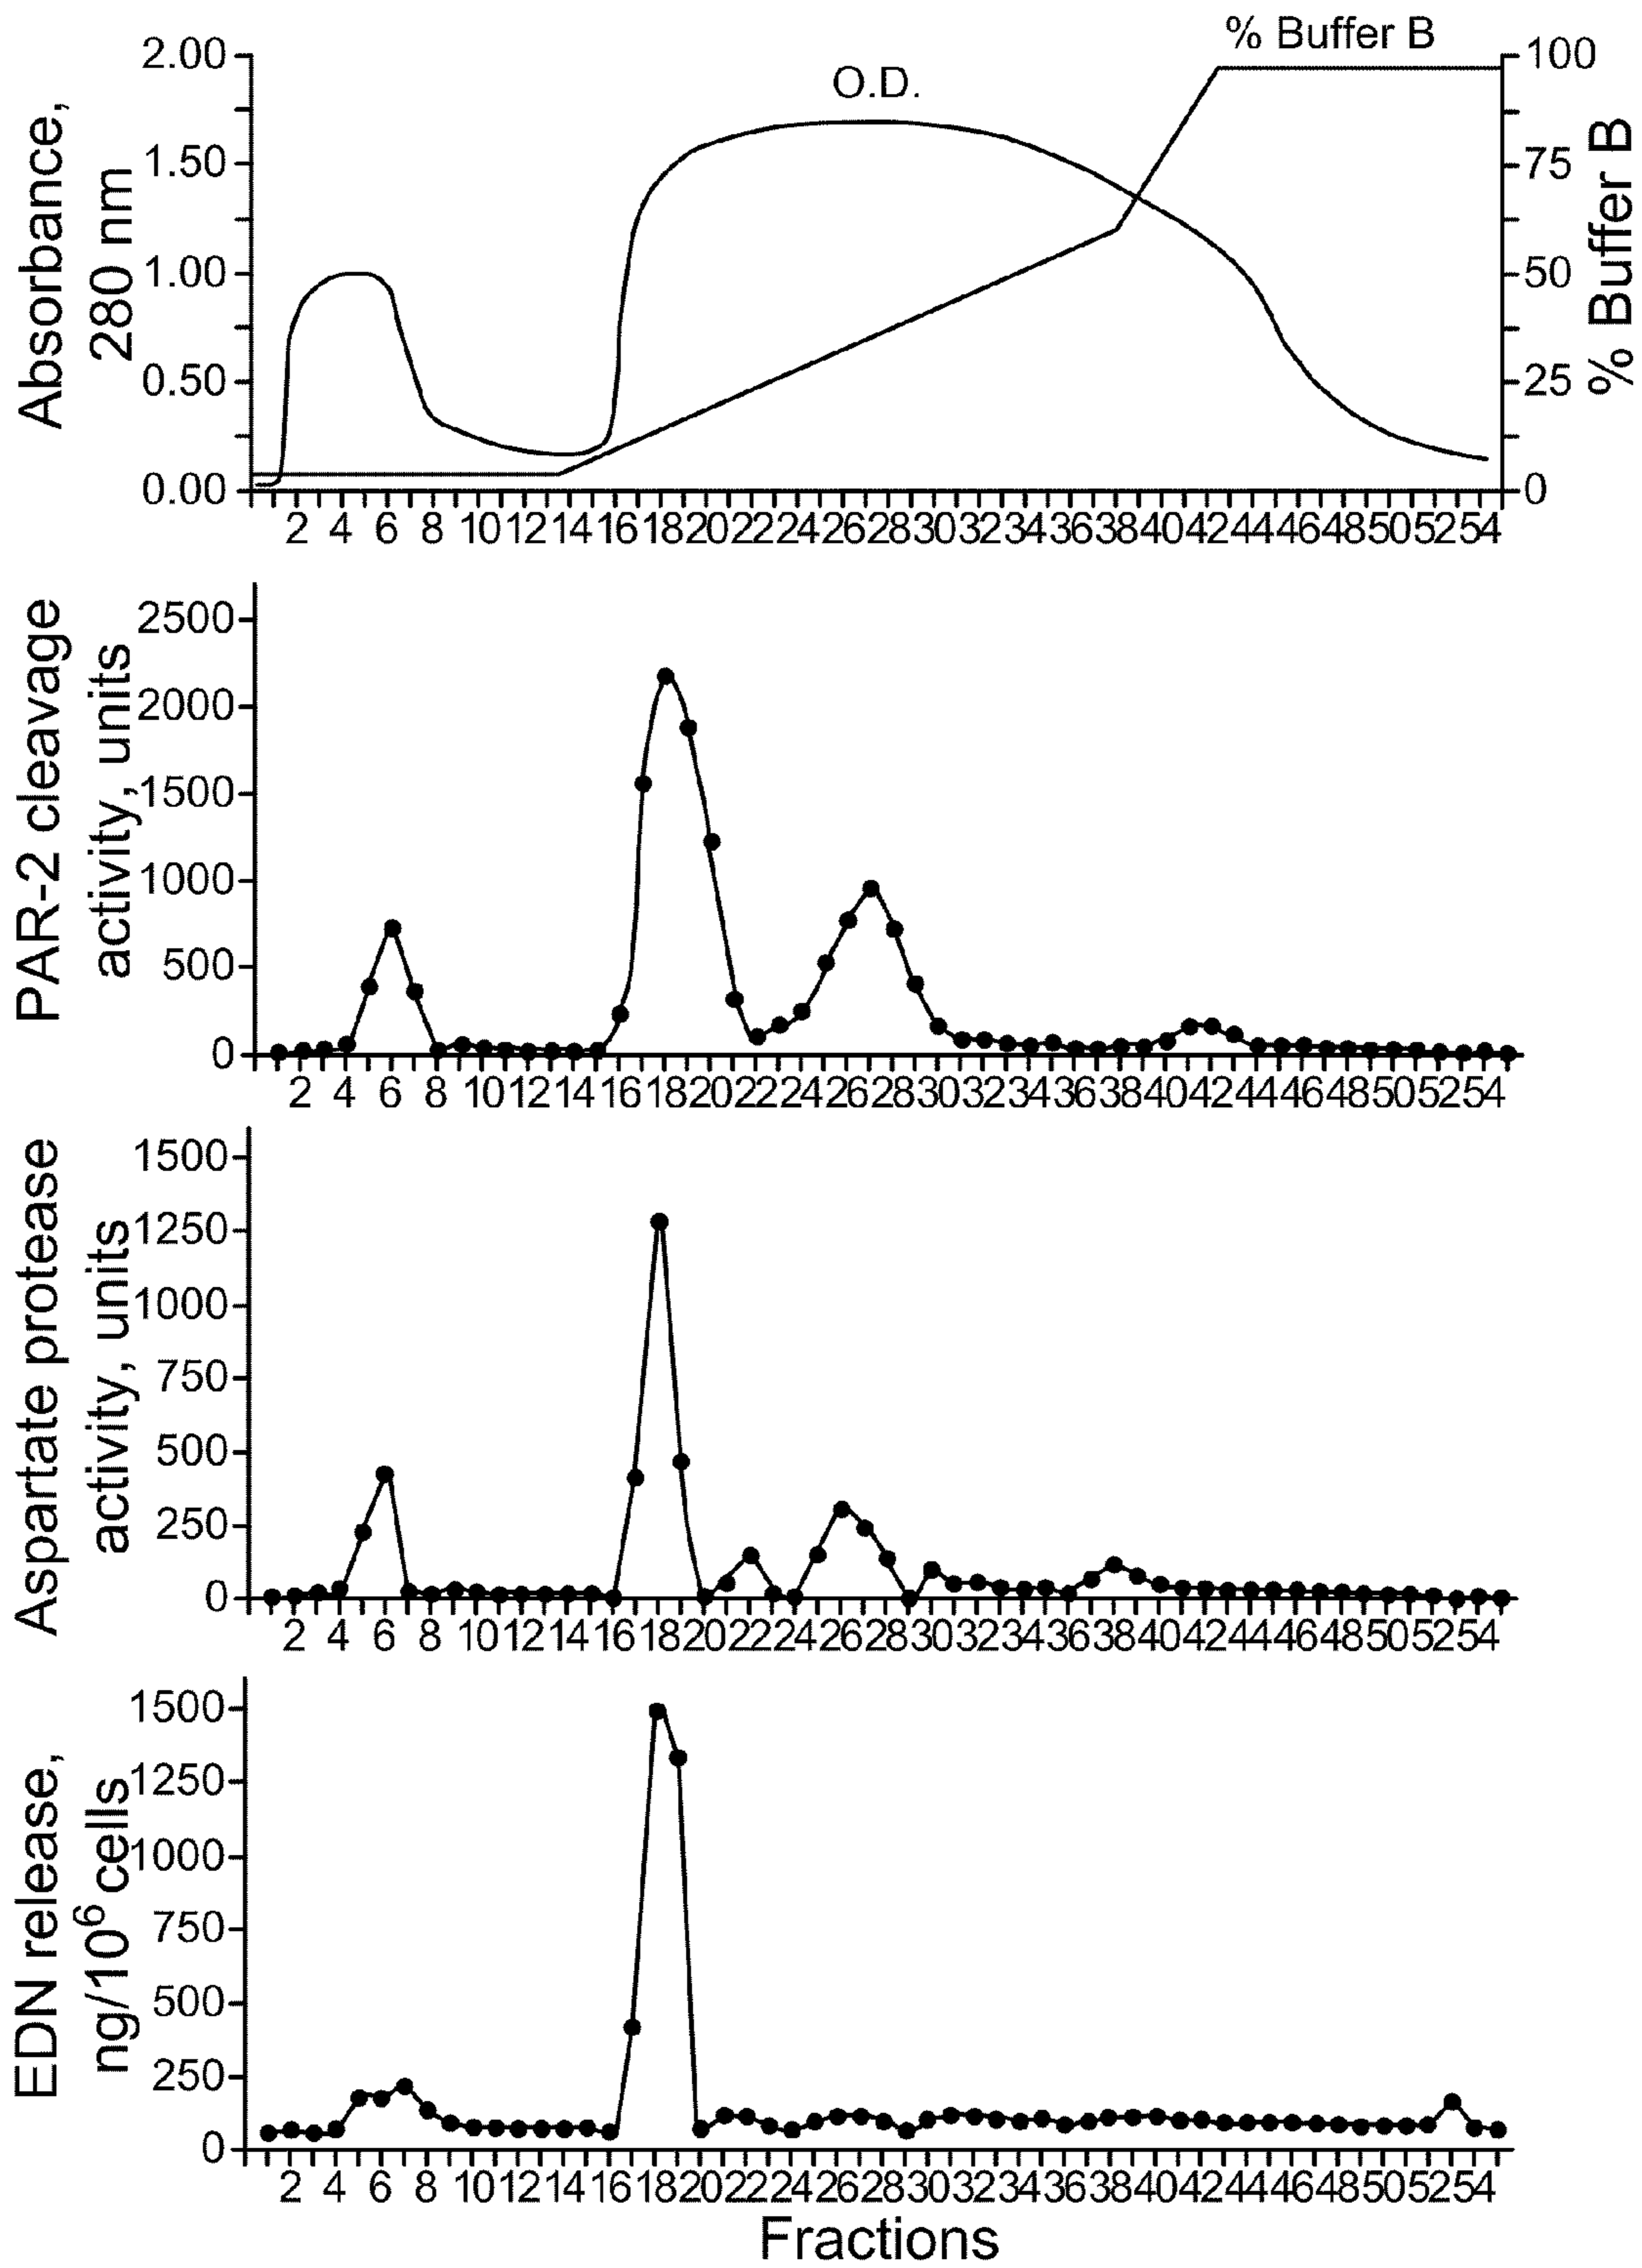 % Buffer B
O.D.
Absorbance,
280 nm
2.00
1.50
1.00
0.50
0.00
100
75
50
25
0
% Buffer B
2 4 6 8 10 12 14 16 18 20 22 24 26 28 30 32 34 36 38 40 42 44 46 48 50 52 54
PAR-2 cleavage
activity, units
2500
2000
1500
1000
500
0
2 4 6 8 10 12 14 16 18 20 22 24 26 28 30 32 34 36 38 40 42 44 46 48 50 52 54
Aspartate protease
activity, units
1500
1250
1000
750
500
250
0
2 4 6 8 10 12 14 16 18 20 22 24 26 28 30 32 34 36 38 40 42 44 46 48 50 52 54
EDN release,
ng/10⁶ cells
1500
1250
1000
750
500
250
0
2 4 6 8 10 12 14 16 18 20 22 24 26 28 30 32 34 36 38 40 42 44 46 48 50 52 54
Fractions